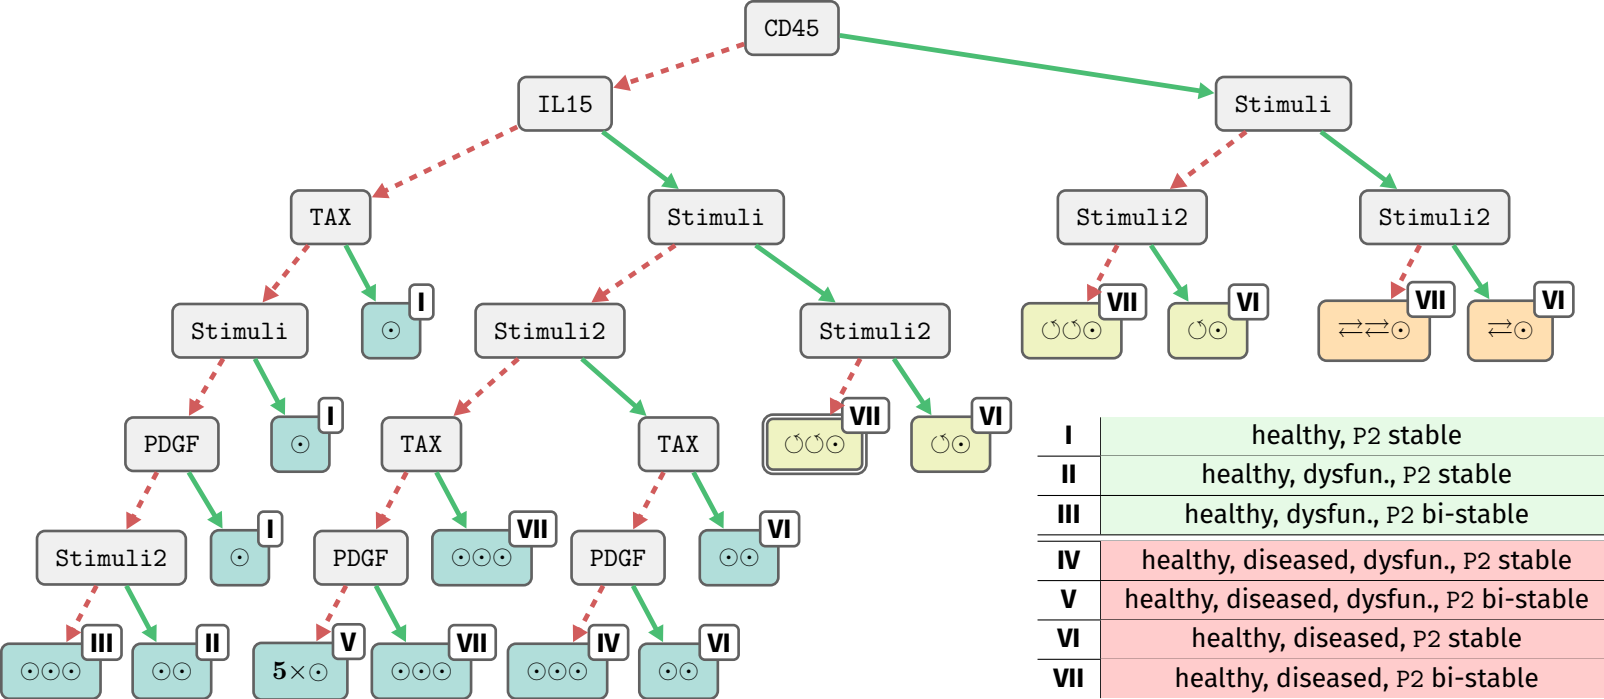 CD45
IL15
Stimuli
TAX
Stimuli
Stimuli2
Stimuli2
I
⊙
VII
↺↺⊙
VI
↺⊙
VII
⇄⇄⊙
VI
⇄⊙
Stimuli
Stimuli2
Stimuli2
I
⊙
VII
↺↺⊙
VI
↺⊙
PDGF
TAX
TAX
I
⊙
VII
⊙⊙⊙
VI
⊙⊙
Stimuli2
PDGF
PDGF
III
⊙⊙⊙
II
⊙⊙
V
5×⊙
VII
⊙⊙⊙
IV
⊙⊙⊙
VI
⊙⊙
I healthy, P2 stable
II healthy, dysfun., P2 stable
III healthy, dysfun., P2 bi-stable
IV healthy, diseased, dysfun., P2 stable
V healthy, diseased, dysfun., P2 bi-stable
VI healthy, diseased, P2 stable
VII healthy, diseased, P2 bi-stable